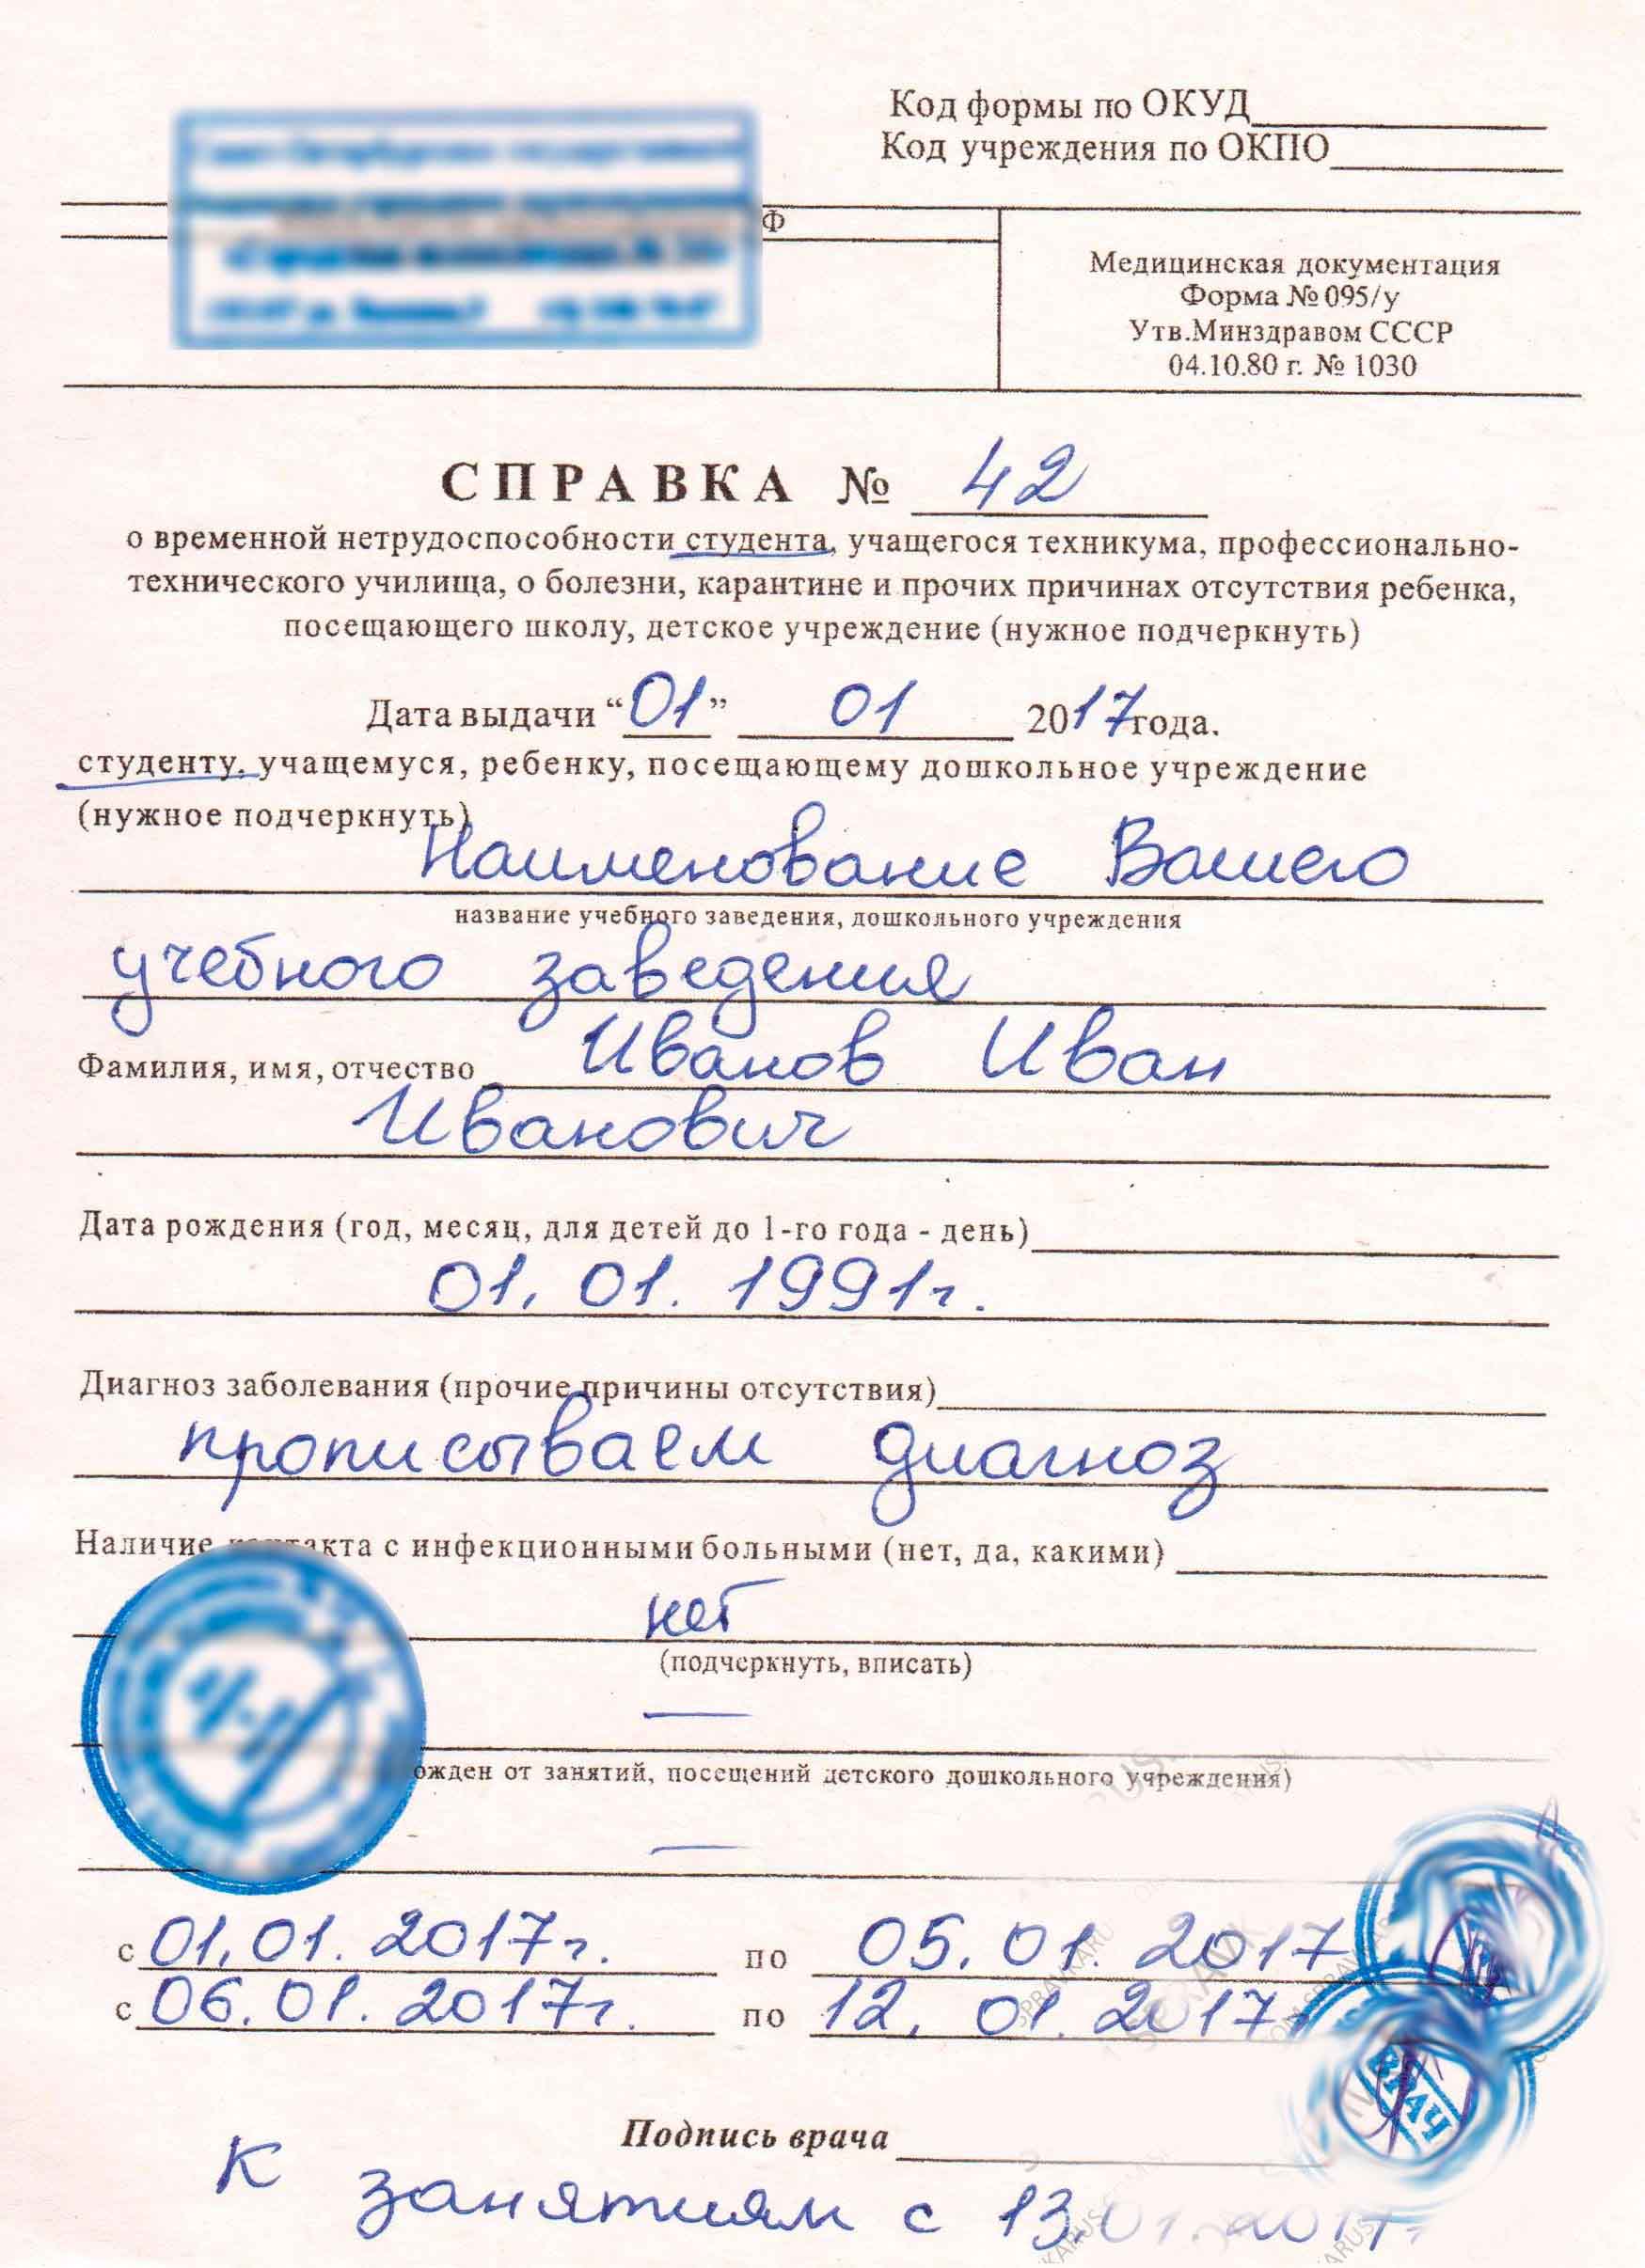 Код формы по ОКУД
Код учреждения по ОКПО
Ф
Медицинская документация
Форма № 095/у
Утв.Минздравом СССР
04.10.80 г. № 1030
СПРАВКА № 42
о временной нетрудоспособности студента, учащегося техникума, профессионально-
технического училища, о болезни, карантине и прочих причинах отсутствия ребенка,
посещающего школу, детское учреждение (нужное подчеркнуть)
Дата выдачи “01” 01 2017 года.
студенту, учащемуся, ребенку, посещающему дошкольное учреждение
(нужное подчеркнуть)
Наименование Вашего
название учебного заведения, дошкольного учреждения
учебного заведения
Фамилия, имя, отчество Иванов Иван
Иванович
Дата рождения (год, месяц, для детей до 1-го года - день)
01.01.1991г.
Диагноз заболевания (прочие причины отсутствия)
прописываем диагноз
Наличие контакта с инфекционными больными (нет, да, какими)
нет
(подчеркнуть, вписать)
—
ожден от занятий, посещений детского дошкольного учреждения)
—
с 01.01.2017г. по 05.01.2017
с 06.01.2017г. по 12.01.2017г
ВРАЧ
Подпись врача
К занятиям с 13.01.2017г